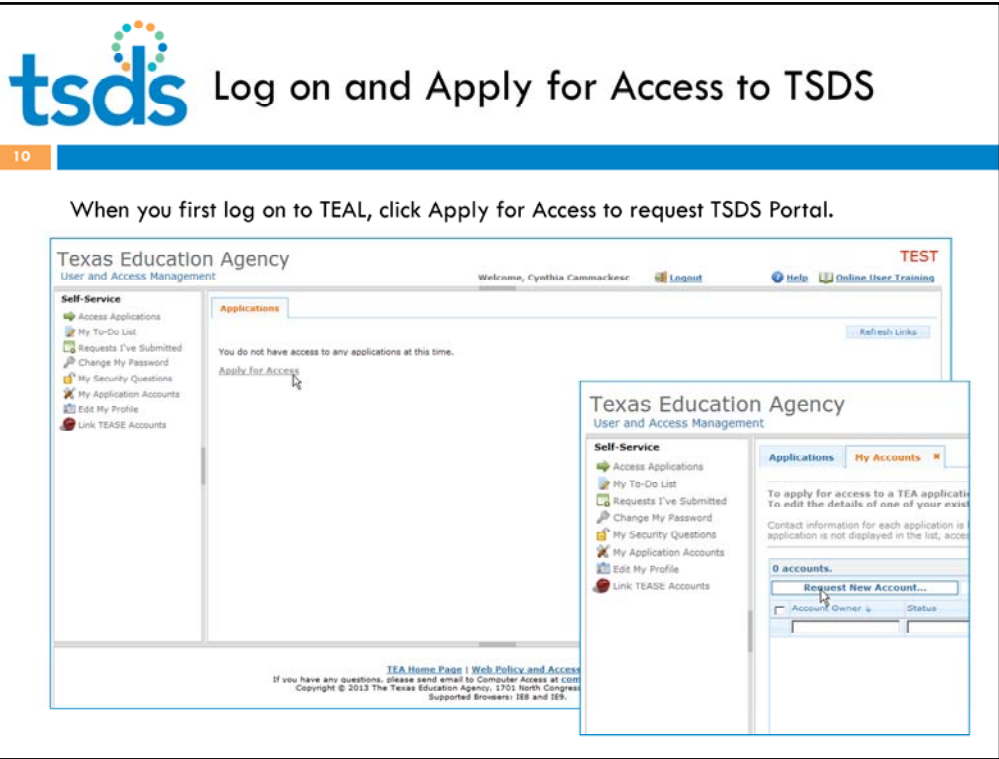 tsds
Log on and Apply for Access to TSDS
10
When you first log on to TEAL, click Apply for Access to request TSDS Portal.
Texas Education Agency
TEST
User and Access Management
Welcome, Cynthia Cammackesc
Logout
Help
Online User Training
Self-Service
Access Applications
My To-Do List
Requests I've Submitted
Change My Password
My Security Questions
My Application Accounts
Edit My Profile
Link TEASE Accounts
Applications
Refresh Links
You do not have access to any applications at this time.
Apply for Access
TEA Home Page | Web Policy and Access
If you have any questions, please send email to Computer Access at com
Copyright © 2013 The Texas Education Agency, 1701 North Congress
Supported Browsers: IE8 and IE9.
Texas Education Agency
User and Access Management
Self-Service
Access Applications
My To-Do List
Requests I've Submitted
Change My Password
My Security Questions
My Application Accounts
Edit My Profile
Link TEASE Accounts
Applications
My Accounts
To apply for access to a TEA applicati
To edit the details of one of your exist
Contact information for each application is
application is not displayed in the list, acce
0 accounts.
Request New Account...
Account Owner
Status